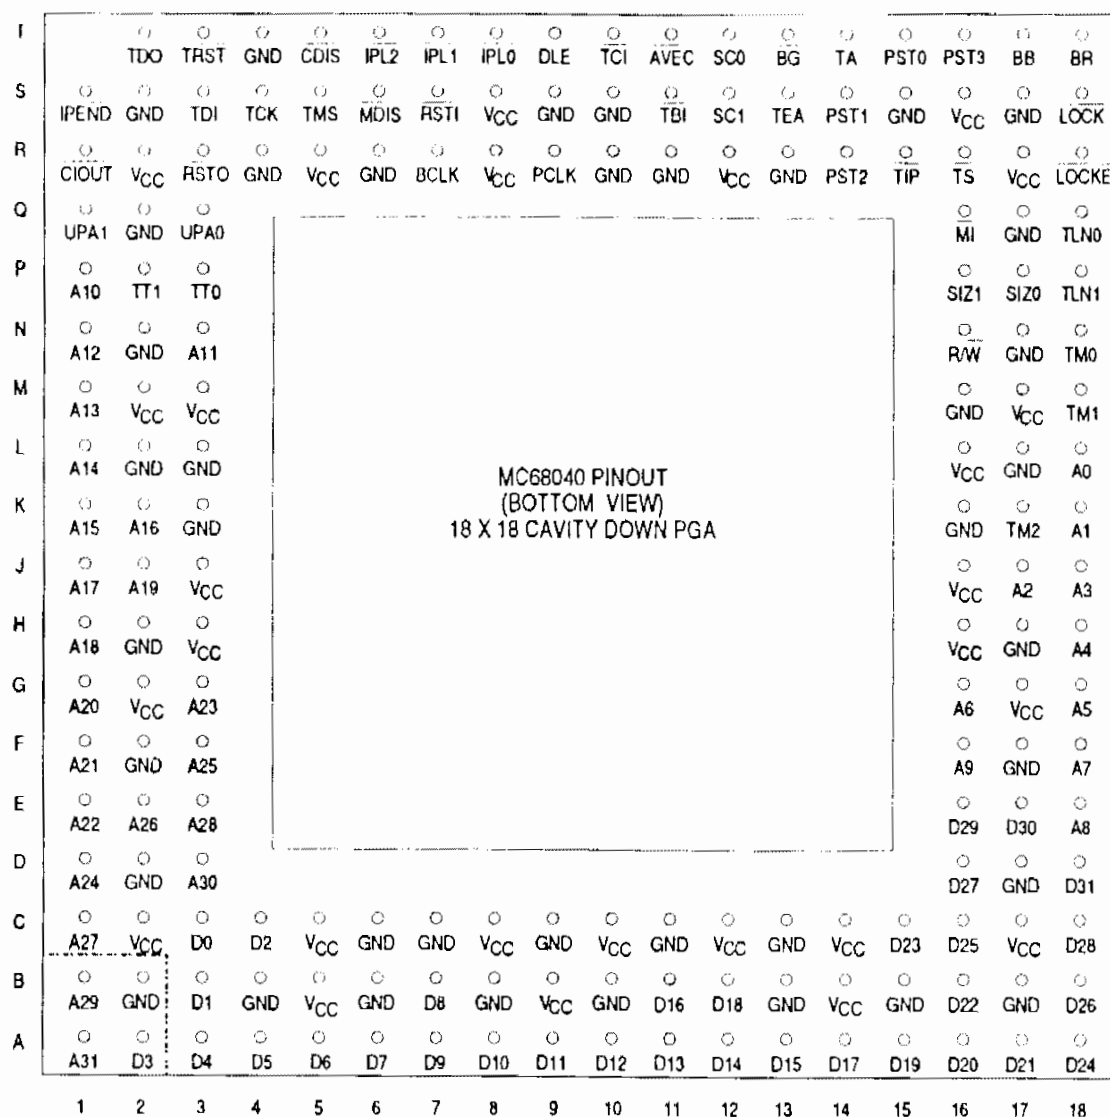 T
TDO TRST GND CDIS IPL2 IPL1 IPL0 DLE TCI AVEC SC0 BG TA PST0 PST3 BB BR
S
IPEND GND TDI TCK TMS MDIS RSTI VCC GND GND TBI SC1 TEA PST1 GND VCC GND LOCK
R
CIOUT VCC RSTO GND VCC GND BCLK VCC PCLK GND GND VCC GND PST2 TIP TS VCC LOCKE
Q
UPA1 GND UPA0 MI GND TLN0
P
A10 TT1 TT0 SIZ1 SIZ0 TLN1
N
A12 GND A11 R/W GND TM0
M
A13 VCC VCC GND VCC TM1
L
A14 GND GND VCC GND A0
MC68040 PINOUT
(BOTTOM VIEW)
18 X 18 CAVITY DOWN PGA
K
A15 A16 GND GND TM2 A1
J
A17 A19 VCC VCC A2 A3
H
A18 GND VCC VCC GND A4
G
A20 VCC A23 A6 VCC A5
F
A21 GND A25 A9 GND A7
E
A22 A26 A28 D29 D30 A8
D
A24 GND A30 D27 GND D31
C
A27 VCC D0 D2 VCC GND GND VCC GND VCC GND VCC GND VCC D23 D25 VCC D28
B
A29 GND D1 GND VCC GND D8 GND VCC GND D16 D18 GND VCC GND D22 GND D26
A
A31 D3 D4 D5 D6 D7 D9 D10 D11 D12 D13 D14 D15 D17 D19 D20 D21 D24
1 2 3 4 5 6 7 8 9 10 11 12 13 14 15 16 17 18